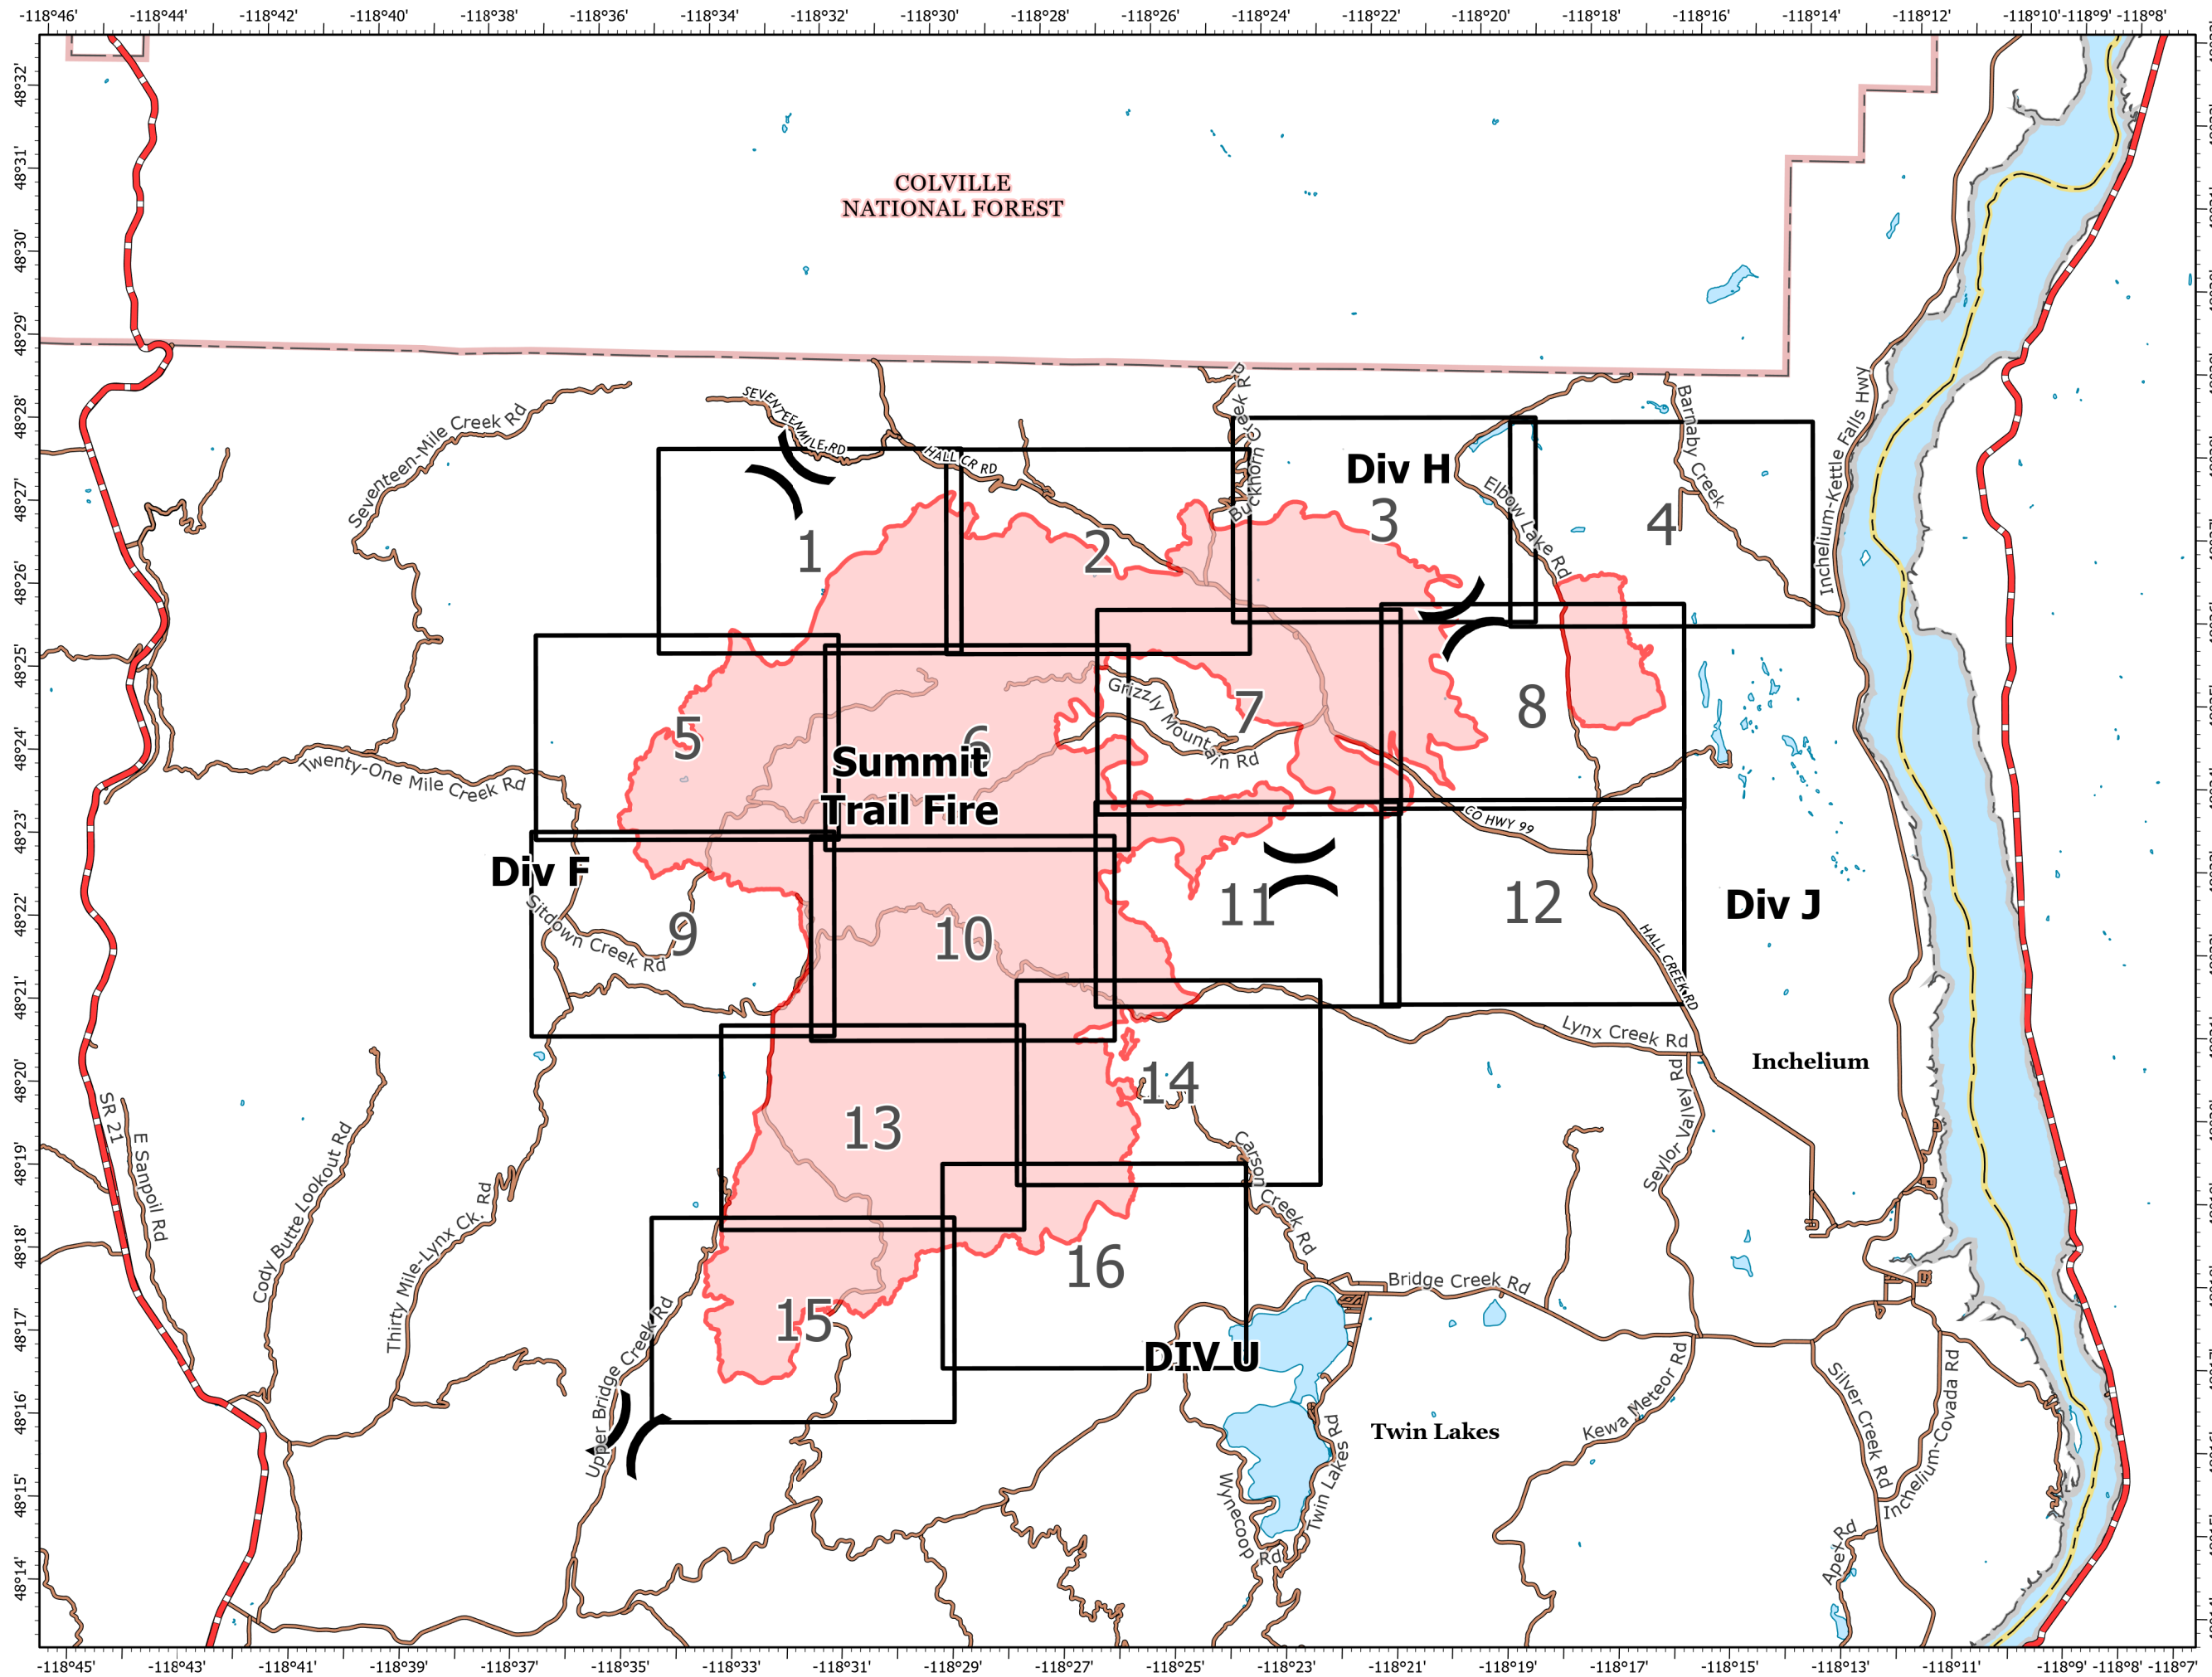 -118°46' -118°44' -118°42' -118°40' -118°38' -118°36' -118°34' -118°32' -118°30' -118°28' -118°26' -118°24' -118°22' -118°20' -118°18' -118°16' -118°14' -118°12' -118°10' -118°9' -118°8'
48°32'
48°31'
48°30'
48°29'
48°28'
48°27'
48°26'
48°25'
48°24'
48°23'
48°22'
48°21'
48°20'
48°19'
48°18'
48°17'
48°16'
48°15'
48°14'
COLVILLE
NATIONAL FOREST
Seventeen-Mile Creek Rd
SEVENTEENMILE RD
HALL CR RD
Buckhorn Creek R
Div H
Elbow Lake Rd
Barnaby Creek
Inchelium-Kettle Falls Hwy
1
2
3
4
5
6
7
8
Grizzly Mountain Rd
Summit
Trail Fire
Twenty-One Mile Creek Rd
CO HWY 99
Div F
Sitdown Creek Rd
9
10
11
12
Div J
HALL CREEK RD
Lynx Creek Rd
Inchelium
Seylor Valley Rd
SR 21
E Sanpoil Rd
Cody Butte Lookout Rd
Thirty Mile-Lynx Ck. Rd
13
14
Carson Creek Rd
15
16
Upper Bridge Creek Rd
Bridge Creek Rd
DIV U
Twin Lakes
Twin Lakes Rd
Wynecoop Rd
Kewa Meteor Rd
Silver Creek Rd
Inchelium-Covada Rd
Apex Rd
-118°45' -118°43' -118°41' -118°39' -118°37' -118°35' -118°33' -118°31' -118°29' -118°27' -118°25' -118°23' -118°21' -118°19' -118°17' -118°15' -118°13' -118°11' -118°9' -118°8' -118°7'